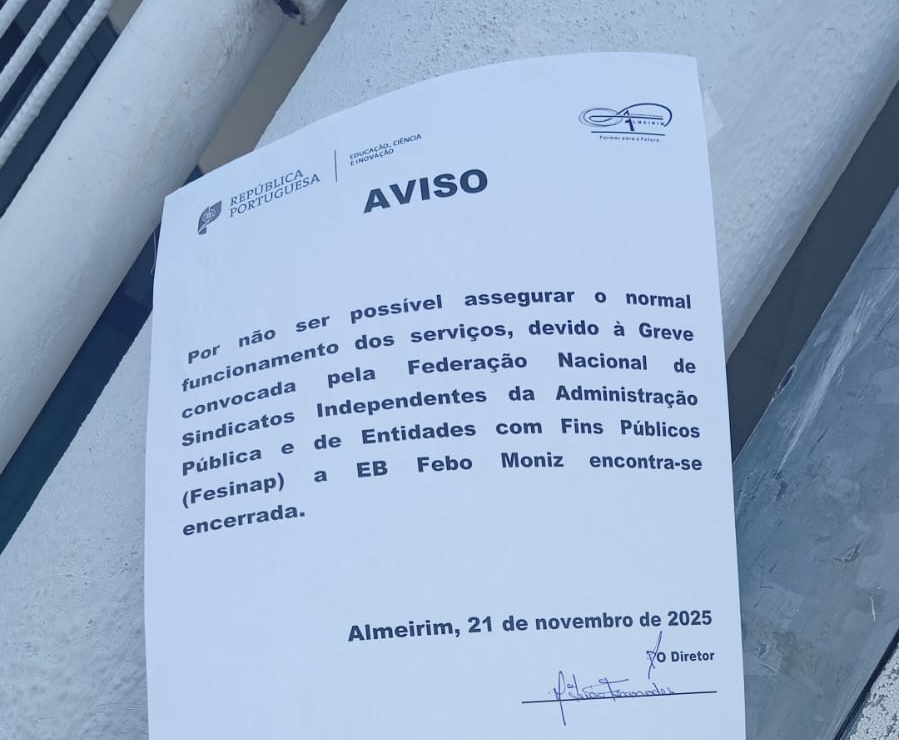 REPÚBLICA
PORTUGUESA
EDUCAÇÃO, CIÊNCIA
E INOVAÇÃO
ALMEIRIM
Formar para o Futuro
AVISO
Por não ser possível assegurar o normal
funcionamento dos serviços, devido à Greve
convocada pela Federação Nacional de
Sindicatos Independentes da Administração
Pública e de Entidades com Fins Públicos
(Fesinap) a EB Febo Moniz encontra-se
encerrada.
Almeirim, 21 de novembro de 2025
O Diretor